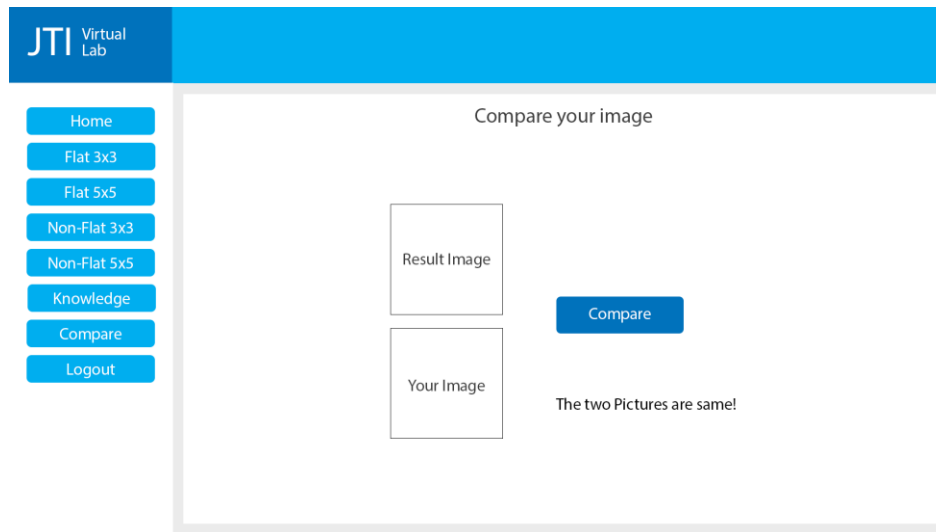 JTI Virtual
Lab
Home
Flat 3x3
Flat 5x5
Non-Flat 3x3
Non-Flat 5x5
Knowledge
Compare
Logout
Compare your image
Result Image
Your Image
Compare
The two Pictures are same!